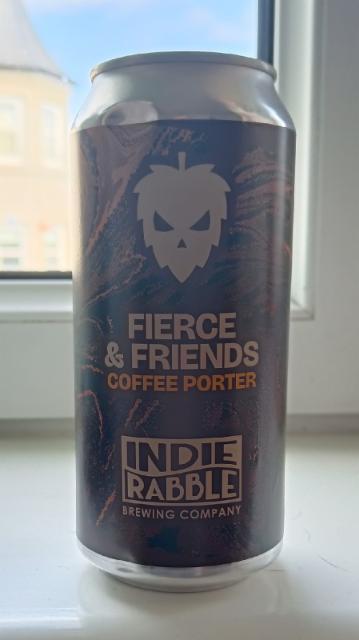 FIERCE
& FRIENDS
COFFEE PORTER
INDIE
RABBLE
BREWING COMPANY